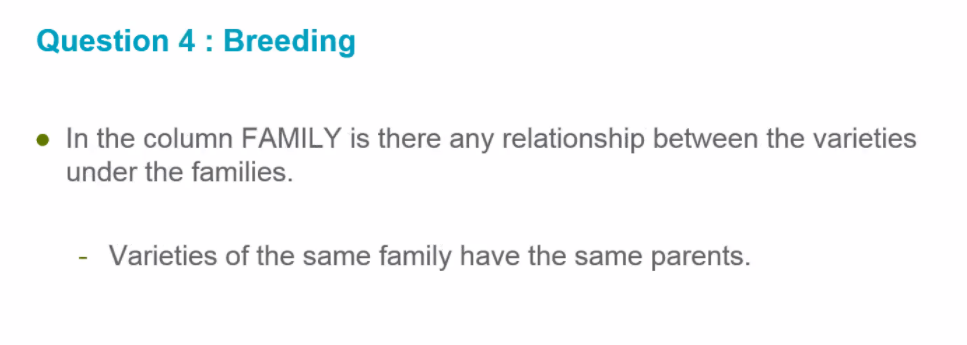 Question 4 : Breeding
● In the column FAMILY is there any relationship between the varieties
under the families.
- Varieties of the same family have the same parents.